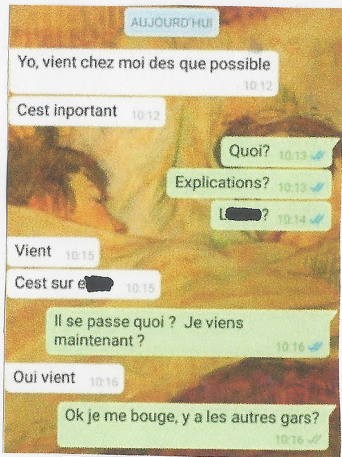 AUJOURD'HUI
Yo, vient chez moi des que possible
10:12
Cest inportant 10:12
Quoi? 10:13
Explications? 10:13
L ? 10:14
Vient 10:15
Cest sur e 10:15
Il se passe quoi ? Je viens
maintenant ?
10:16
Oui vient 10:16
Ok je me bouge, y a les autres gars?
10:16